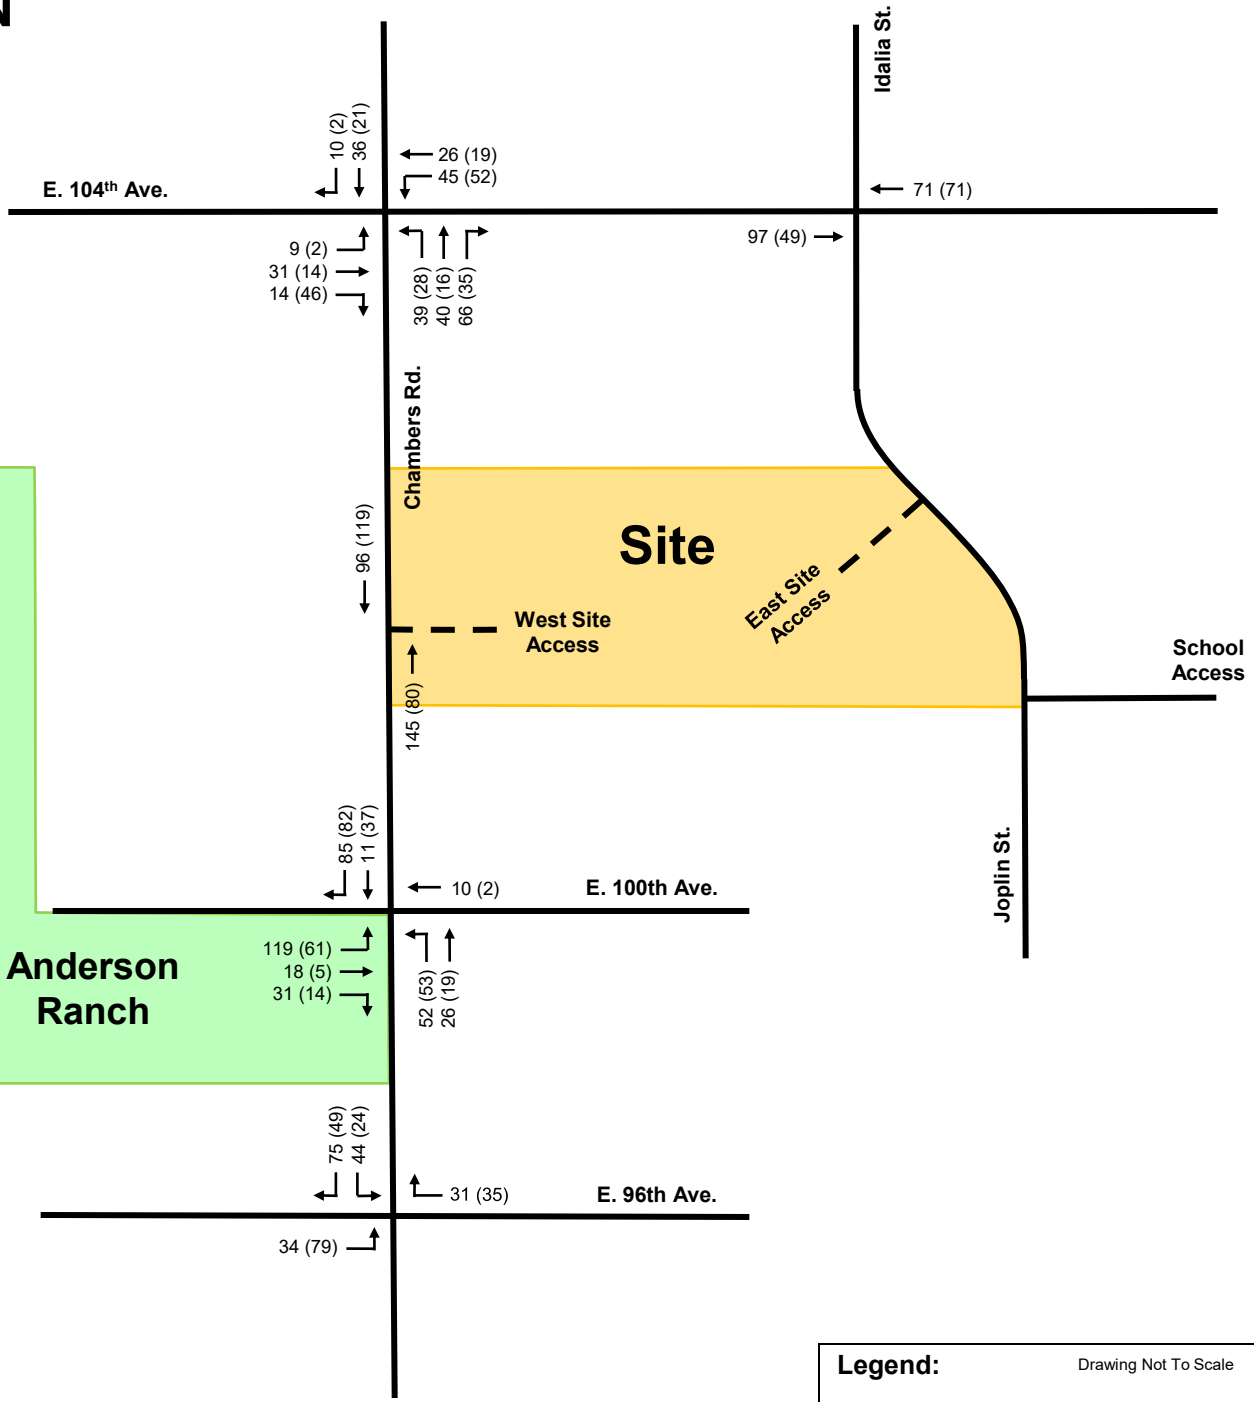 N
Idalia St.
10 (2)
36 (21)
26 (19)
45 (52)
E. 104th Ave.
71 (71)
9 (2)
31 (14)
14 (46)
39 (28)
40 (16)
66 (35)
97 (49)
Chambers Rd.
96 (119)
Site
East Site
Access
West Site
Access
School
Access
145 (80)
85 (82)
11 (37)
10 (2)
E. 100th Ave.
Joplin St.
Anderson
Ranch
119 (61)
18 (5)
31 (14)
52 (53)
26 (19)
75 (49)
44 (24)
31 (35)
E. 96th Ave.
34 (79)
Legend:
Drawing Not To Scale